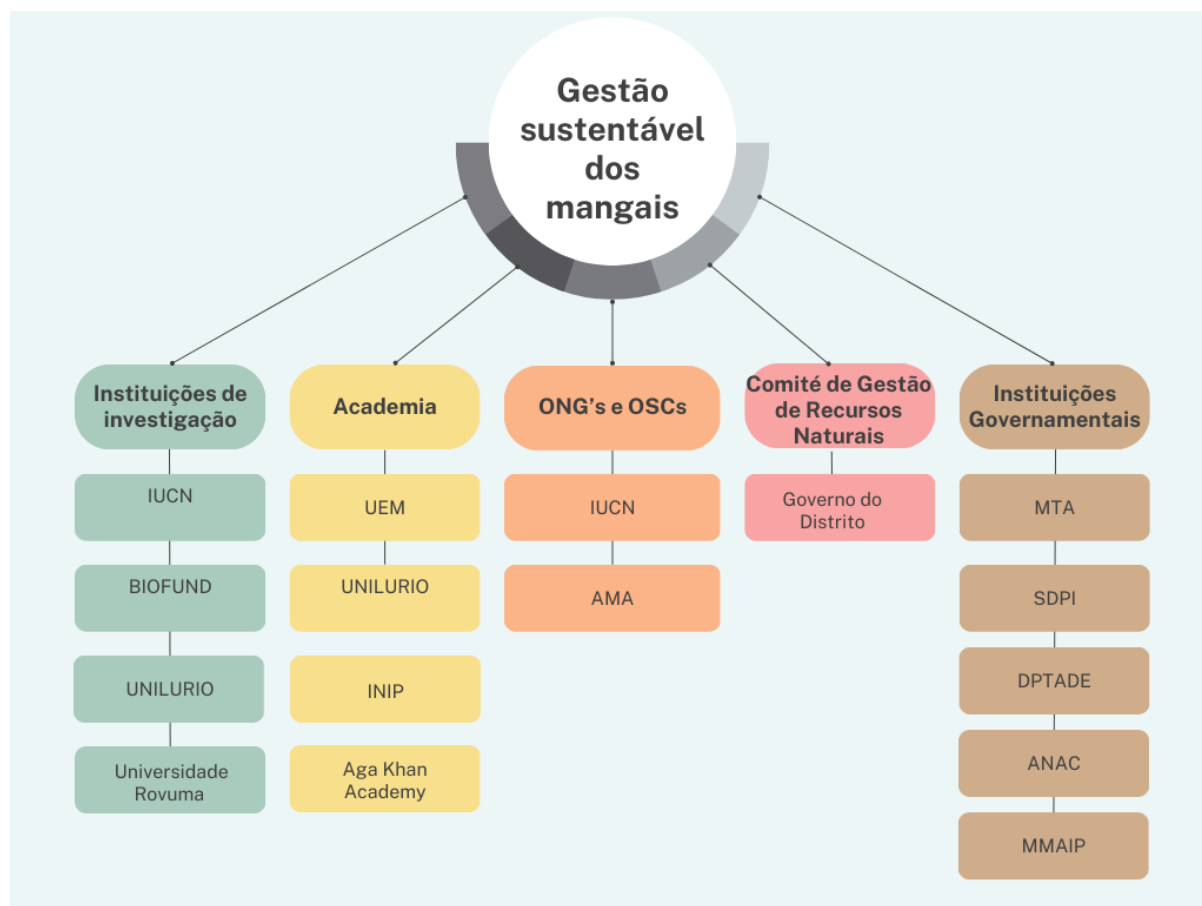 Gestão
sustentável
dos
mangais
Instituições de
investigação
IUCN
BIOFUND
UNILURIO
Universidade
Rovuma
Academia
UEM
UNILURIO
INIP
Aga Khan
Academy
ONG’s e OSCs
IUCN
AMA
Comité de Gestão
de Recursos
Naturais
Governo do
Distrito
Instituições
Governamentais
MTA
SDPI
DPTADE
ANAC
MMAIP